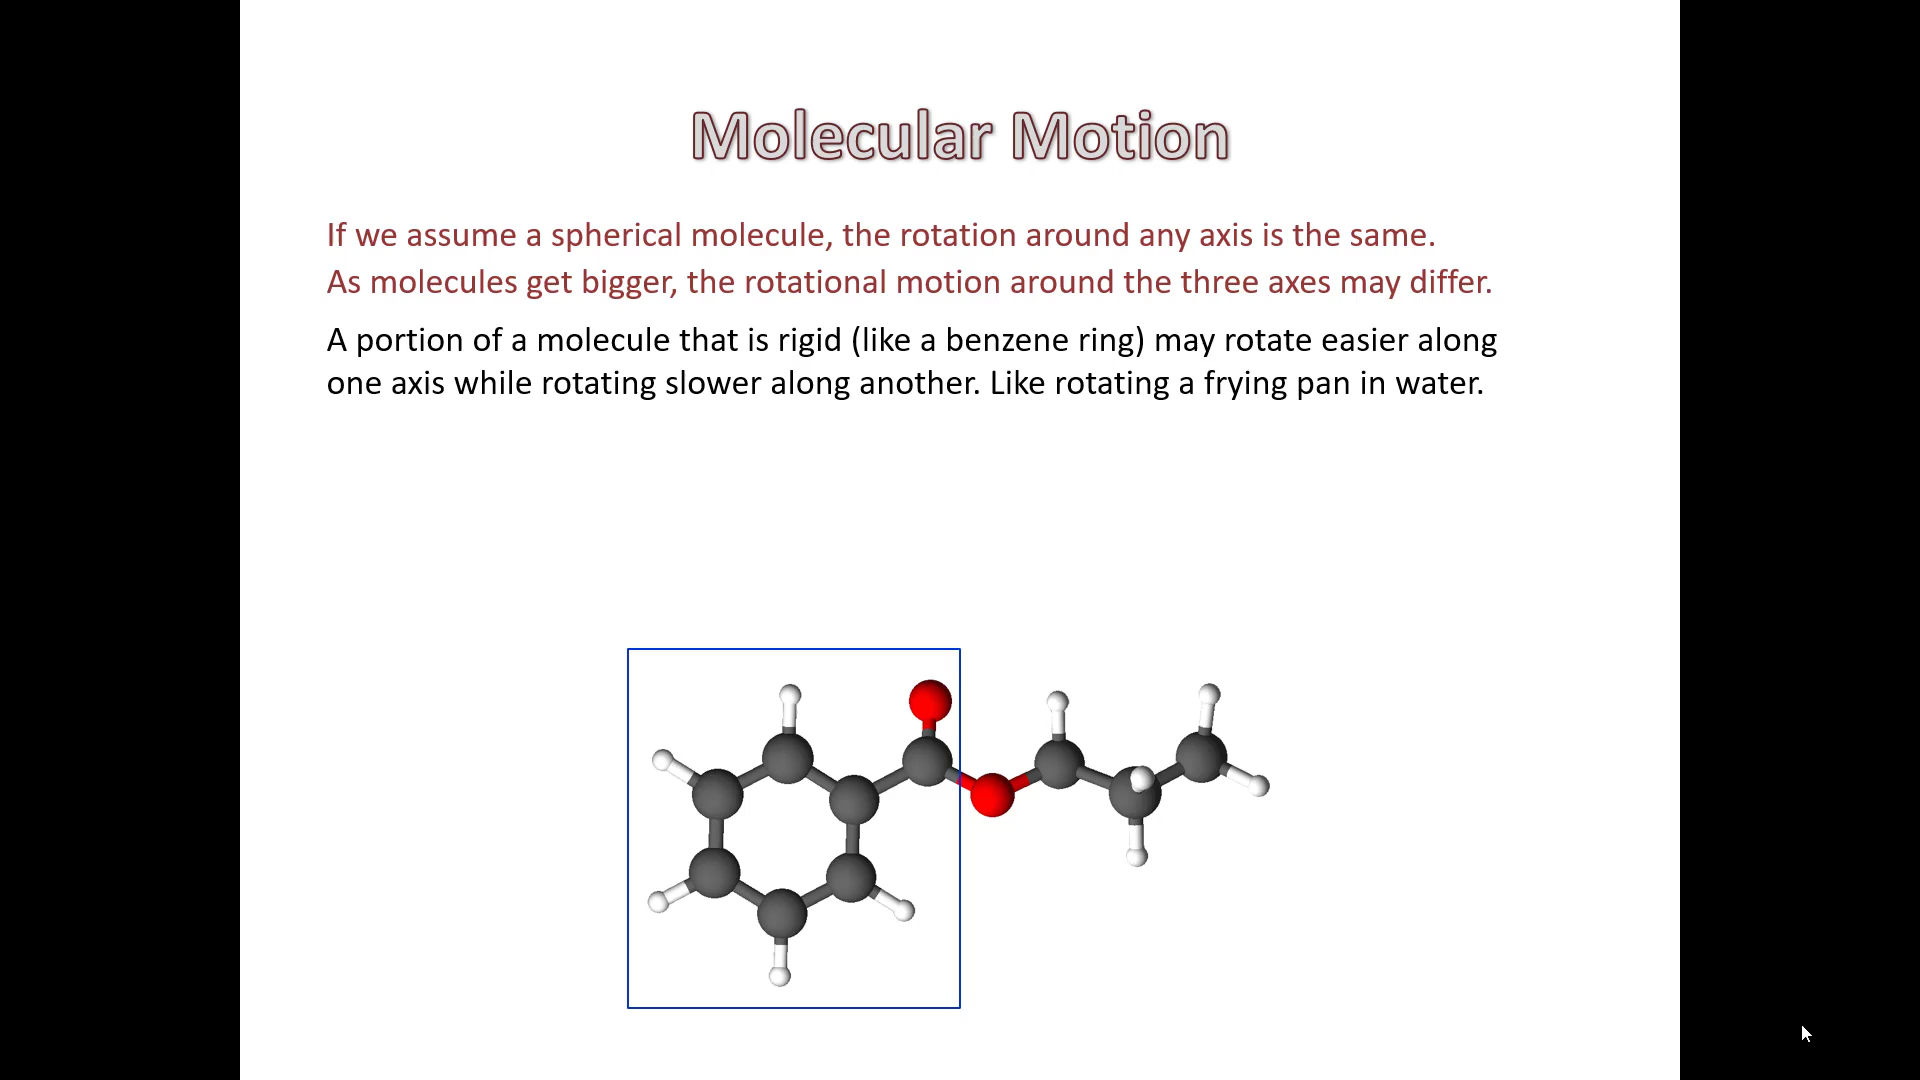 Molecular Motion
If we assume a spherical molecule, the rotation around any axis is the same.
As molecules get bigger, the rotational motion around the three axes may differ.
A portion of a molecule that is rigid (like a benzene ring) may rotate easier along
one axis while rotating slower along another. Like rotating a frying pan in water.